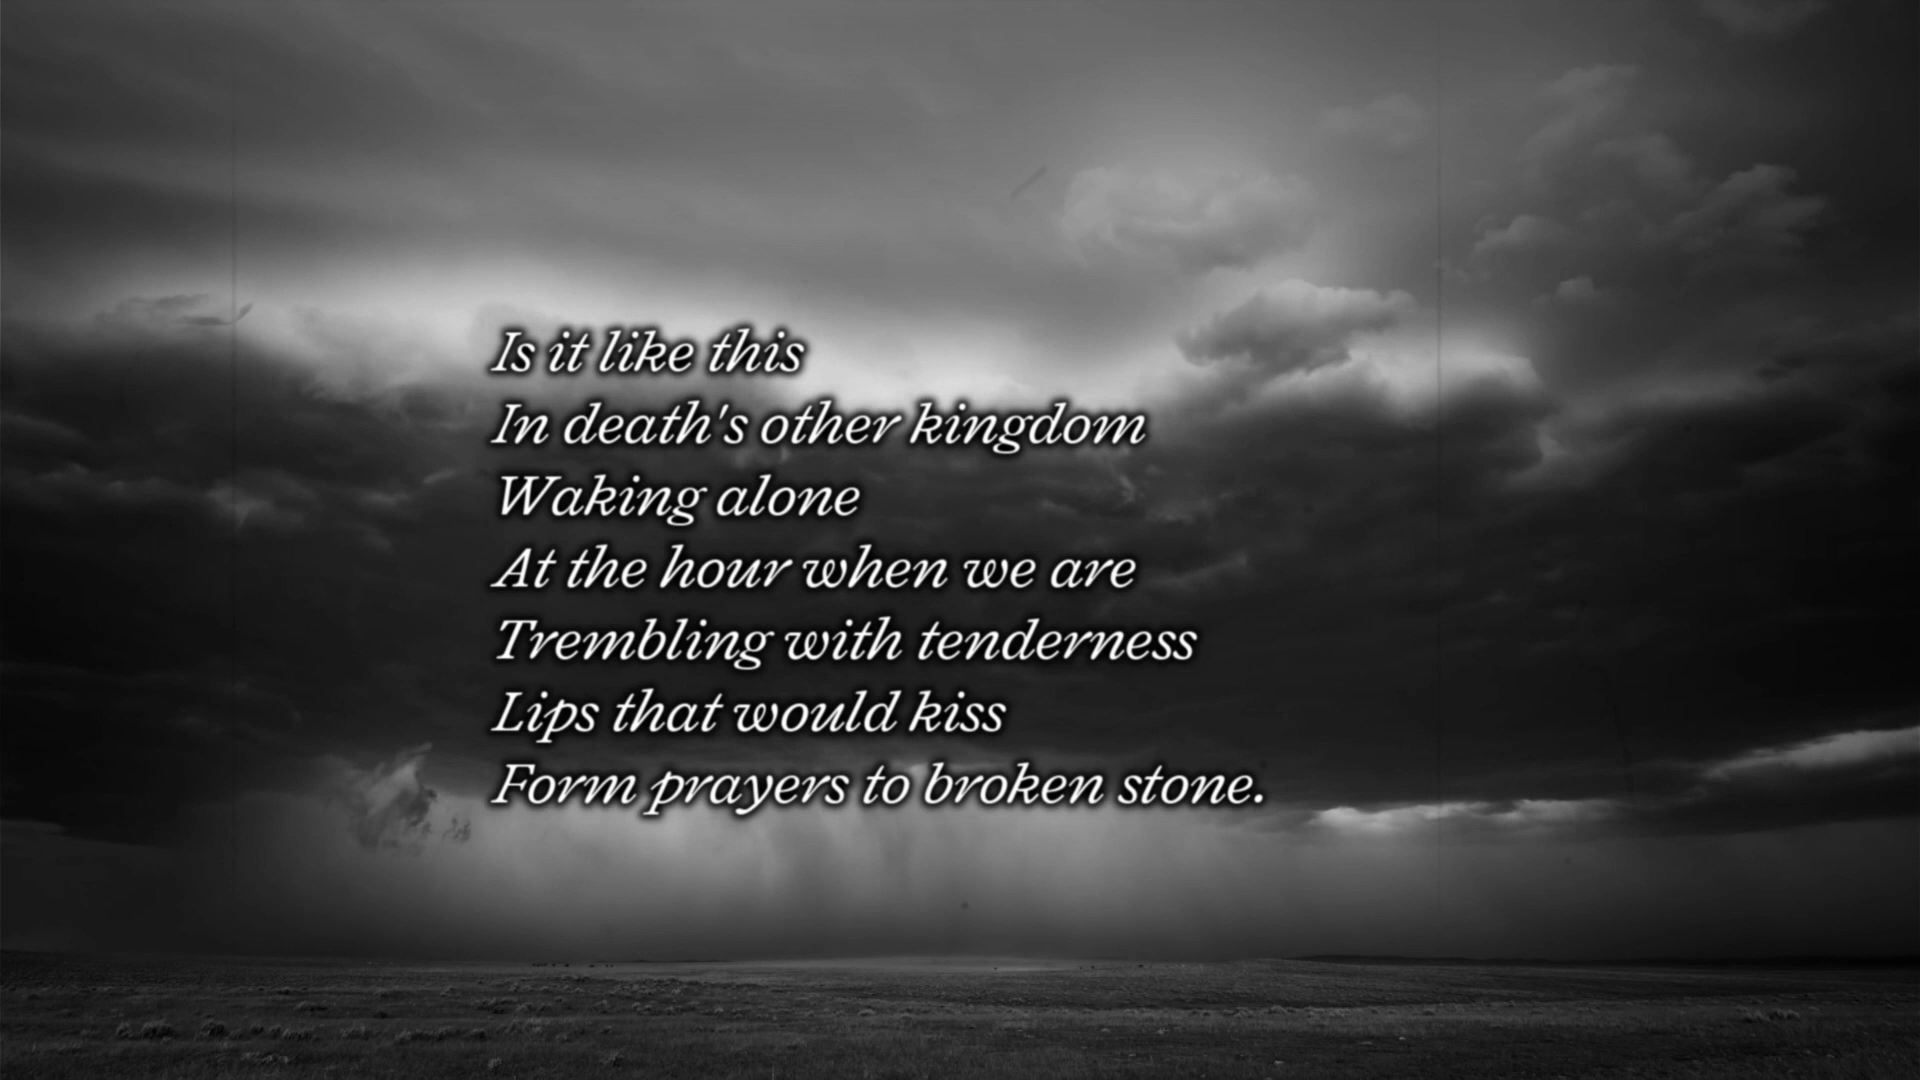 Is it like this
In death's other kingdom
Waking alone
At the hour when we are
Trembling with tenderness
Lips that would kiss
Form prayers to broken stone.